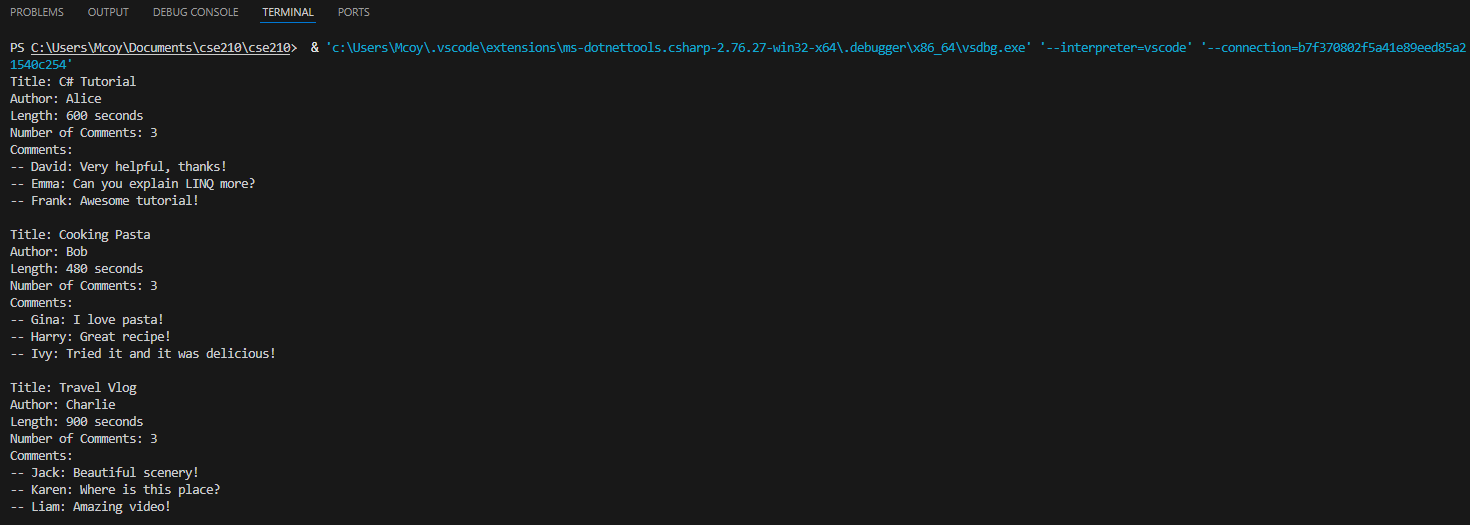 PROBLEMS OUTPUT DEBUG CONSOLE TERMINAL PORTS
PS C:\Users\Mcoy\Documents\cse210\cse210> & 'c:\Users\Mcoy\.vscode\extensions\ms-dotnettools.csharp-2.76.27-win32-x64\.debugger\x86_64\vsdbg.exe' '--interpreter=vscode' '--connection=b7f370802f5a41e89eed85a2
1540c254'
Title: C# Tutorial
Author: Alice
Length: 600 seconds
Number of Comments: 3
Comments:
-- David: Very helpful, thanks!
-- Emma: Can you explain LINQ more?
-- Frank: Awesome tutorial!
Title: Cooking Pasta
Author: Bob
Length: 480 seconds
Number of Comments: 3
Comments:
-- Gina: I love pasta!
-- Harry: Great recipe!
-- Ivy: Tried it and it was delicious!
Title: Travel Vlog
Author: Charlie
Length: 900 seconds
Number of Comments: 3
Comments:
-- Jack: Beautiful scenery!
-- Karen: Where is this place?
-- Liam: Amazing video!